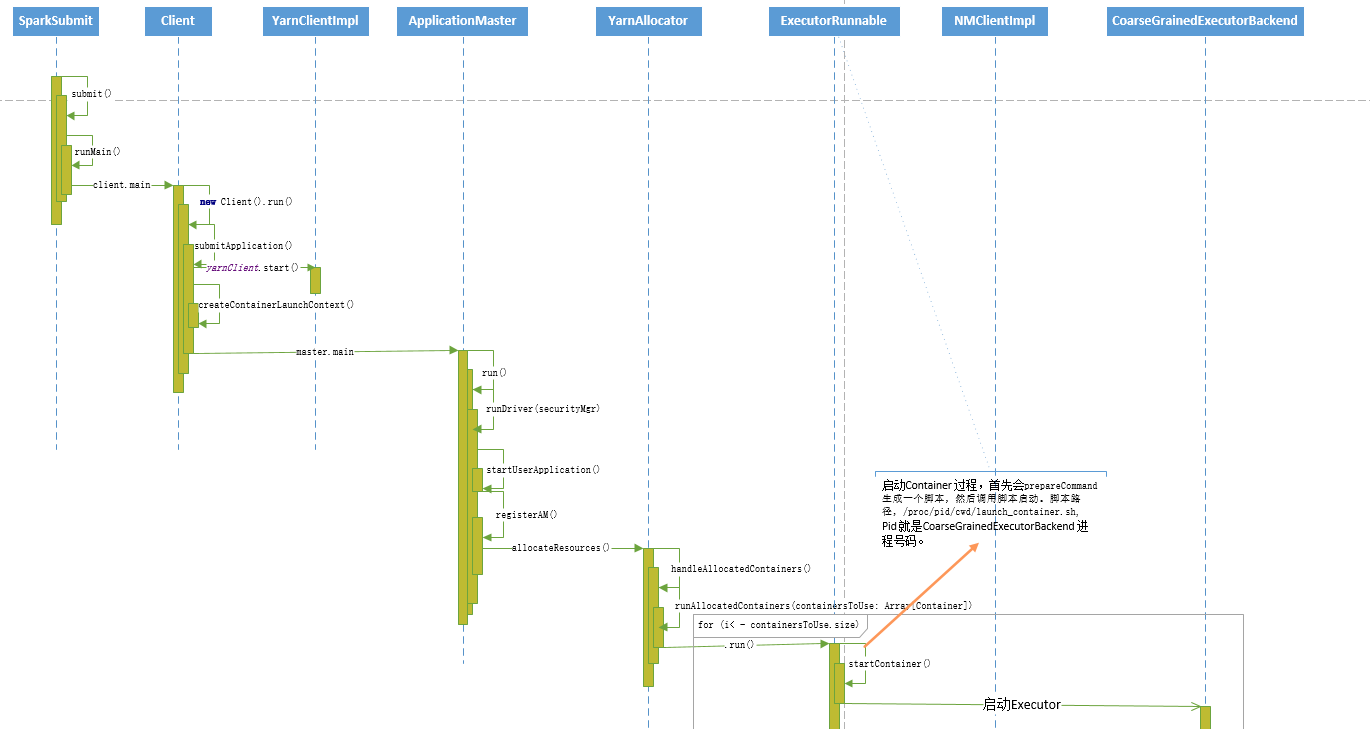 SparkSubmit
Client
YarnClientImpl
ApplicationMaster
YarnAllocator
ExecutorRunnable
NMClientImpl
CoarseGrainedExecutorBackend
submit()
runMain()
client.main
new Client().run()
submitApplication()
yarnClient.start()
createContainerLaunchContext()
master.main
run()
runDriver(securityMgr)
startUserApplication()
registerAM()
allocateResources()
handleAllocatedContainers()
runAllocatedContainers(containersToUse: Array[Container])
for (i< - containersToUse.size)
.run()
startContainer()
启动Container 过程，首先会prepareCommand
生成一个脚本，然后调用脚本启动。脚本路
径，/proc/pid/cwd/launch_container.sh,
Pid 就是CoarseGrainedExecutorBackend 进
程号码。
启动Executor